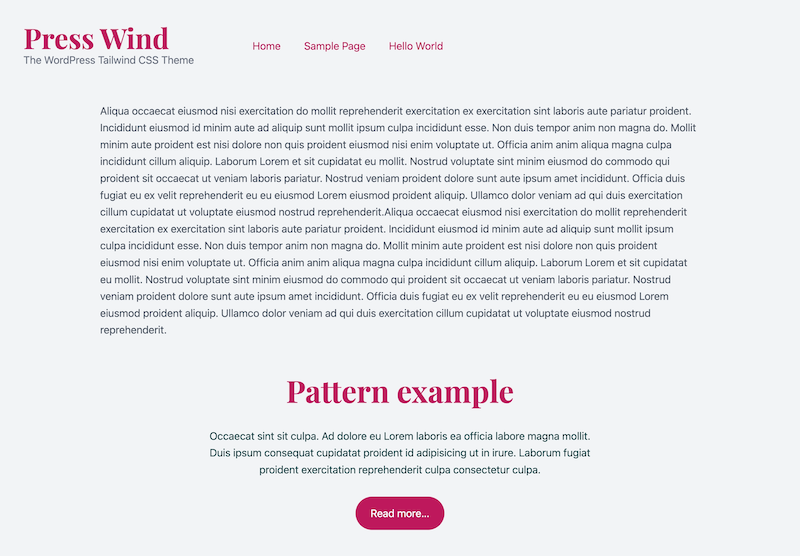 Press Wind
The WordPress Tailwind CSS Theme
Home Sample Page Hello World
Aliqua occaecat eiusmod nisi exercitation do mollit reprehenderit exercitation ex exercitation sint laboris aute pariatur proident.
Incididunt eiusmod id minim aute ad aliquip sunt mollit ipsum culpa incididunt esse. Non duis tempor anim non magna do. Mollit
minim aute proident est nisi dolore non quis proident eiusmod nisi enim voluptate ut. Officia anim anim aliqua magna culpa
incididunt cillum aliquip. Laborum Lorem et sit cupidatat eu mollit. Nostrud voluptate sint minim eiusmod do commodo qui
proident sit occaecat ut veniam laboris pariatur. Nostrud veniam proident dolore sunt aute ipsum amet incididunt. Officia duis
fugiat eu ex velit reprehenderit eu eu eiusmod Lorem eiusmod proident aliquip. Ullamco dolor veniam ad qui duis exercitation
cillum cupidatat ut voluptate eiusmod nostrud reprehenderit.Aliqua occaecat eiusmod nisi exercitation do mollit reprehenderit
exercitation ex exercitation sint laboris aute pariatur proident. Incididunt eiusmod id minim aute ad aliquip sunt mollit ipsum
culpa incididunt esse. Non duis tempor anim non magna do. Mollit minim aute proident est nisi dolore non quis proident
eiusmod nisi enim voluptate ut. Officia anim anim aliqua magna culpa incididunt cillum aliquip. Laborum Lorem et sit cupidatat
eu mollit. Nostrud voluptate sint minim eiusmod do commodo qui proident sit occaecat ut veniam laboris pariatur. Nostrud
veniam proident dolore sunt aute ipsum amet incididunt. Officia duis fugiat eu ex velit reprehenderit eu eu eiusmod Lorem
eiusmod proident aliquip. Ullamco dolor veniam ad qui duis exercitation cillum cupidatat ut voluptate eiusmod nostrud
reprehenderit.
Pattern example
Occaecat sint sit culpa. Ad dolore eu Lorem laboris ea officia labore magna mollit.
Duis ipsum consequat cupidatat proident id adipisicing ut in irure. Laborum fugiat
proident exercitation reprehenderit culpa consectetur culpa.
Read more...